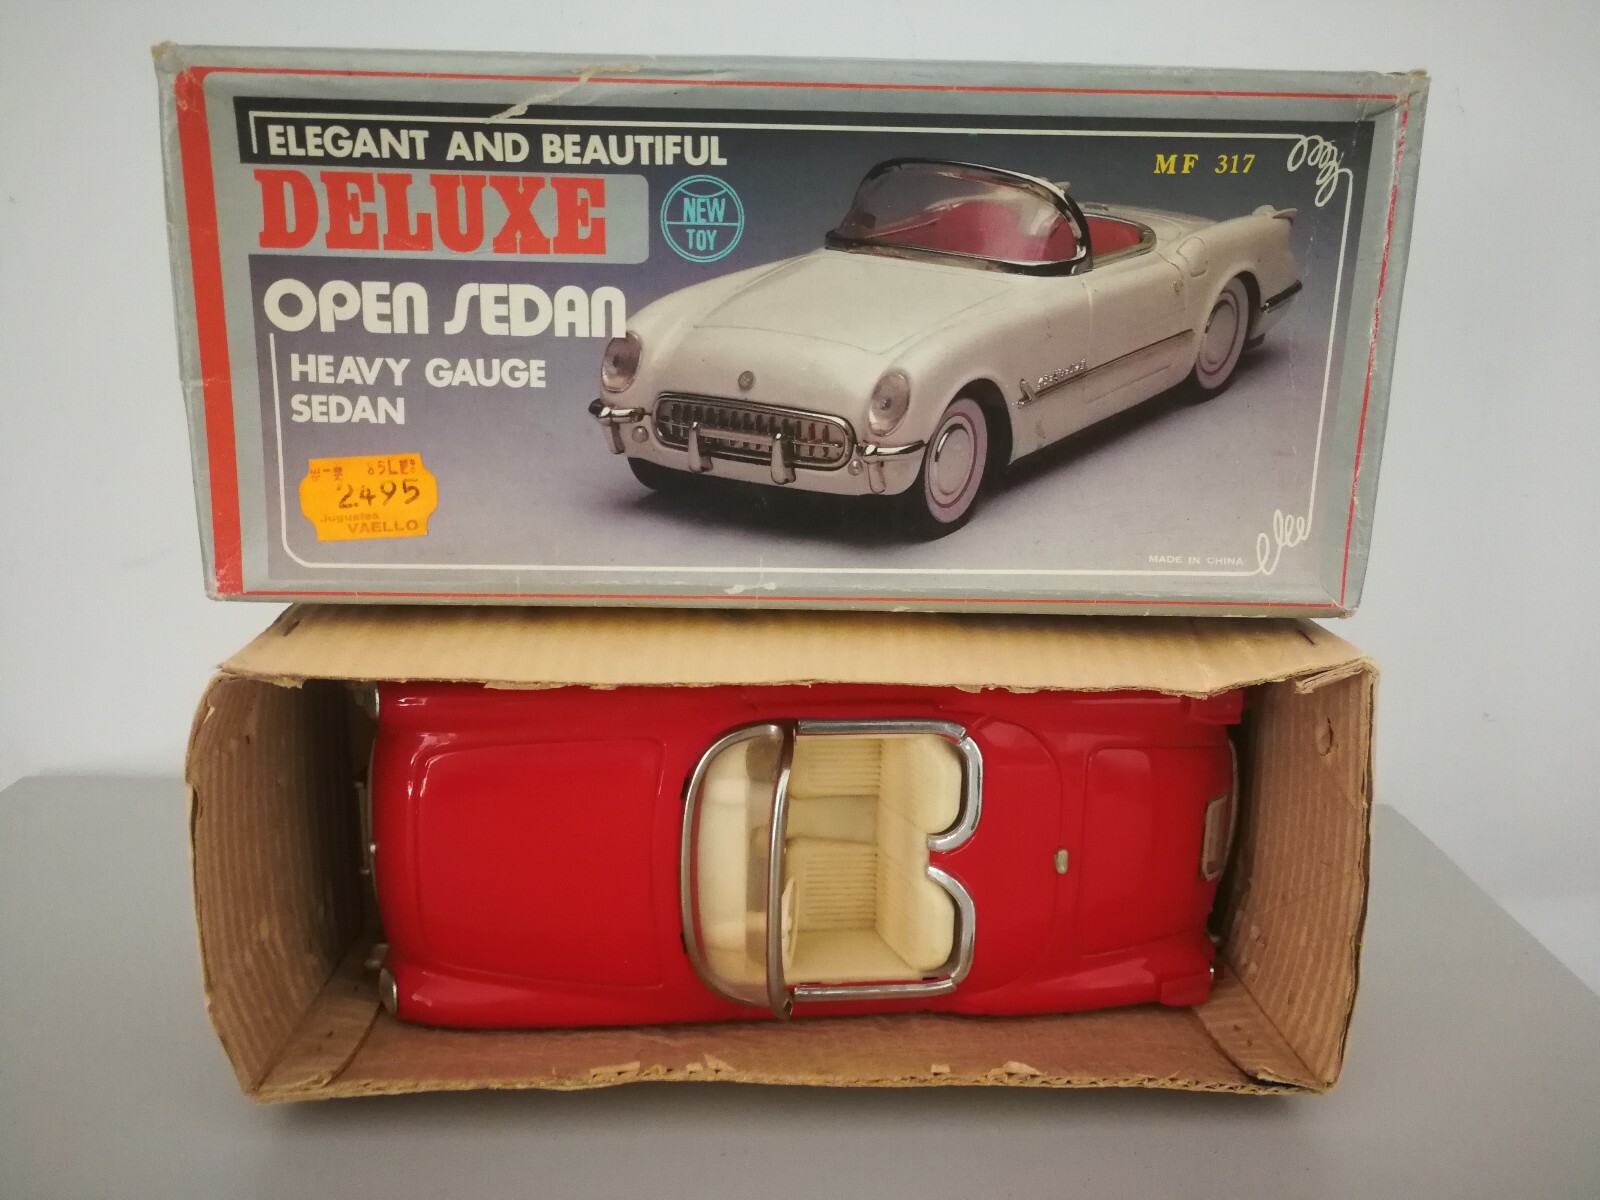 ELEGANT AND BEAUTIFUL
DELUXE
NEW
TOY
MF 317
OPEN SEDAN
HEAVY GAUGE
SEDAN
2495
Juguetes
VAELLO
MADE IN CHINA